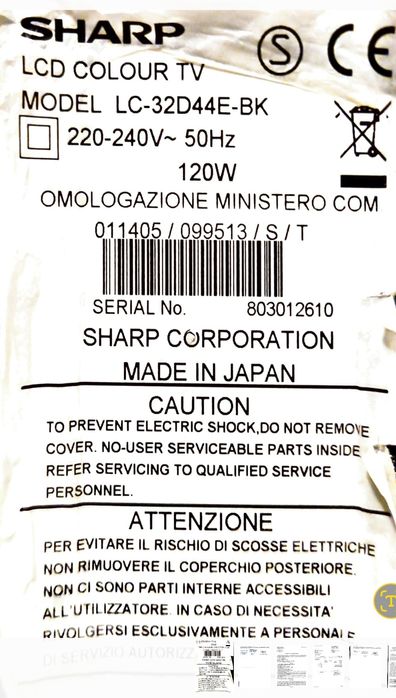 SHARP
S CE
LCD COLOUR TV
MODEL LC-32D44E-BK
220-240V~ 50Hz
120W
OMOLOGAZIONE MINISTERO COM
011405 / 099513 / S / T
SERIAL No. 803012610
SHARP CORPORATION
MADE IN JAPAN
CAUTION
TO PREVENT ELECTRIC SHOCK,DO NOT REMOVE
COVER. NO-USER SERVICEABLE PARTS INSIDE
REFER SERVICING TO QUALIFIED SERVICE
PERSONNEL.
ATTENZIONE
PER EVITARE IL RISCHIO DI SCOSSE ELETTRICHE
NON RIMUOVERE IL COPERCHIO POSTERIORE.
NON CI SONO PARTI INTERNE ACCESSIBILI
ALL'UTILIZZATORE. IN CASO DI NECESSITA'
RIVOLGERSI ESCLUSIVAMENTE A PERSONALE
DI SERVIZIO